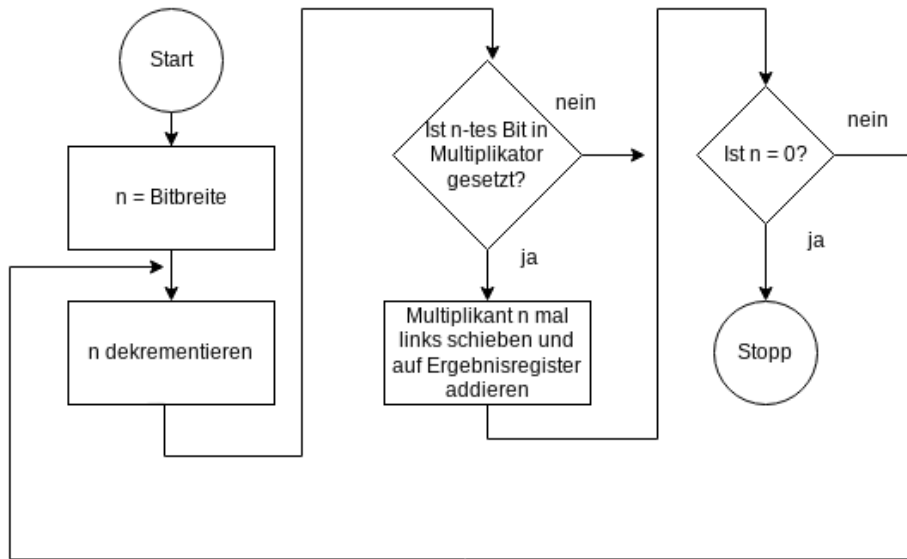 Start
n = Bitbreite
n dekrementieren
nein
Ist n-tes Bit in
Multiplikator
gesetzt?
ja
Multiplikant n mal
links schieben und
auf Ergebnisregister
addieren
nein
Ist n = 0?
ja
Stopp